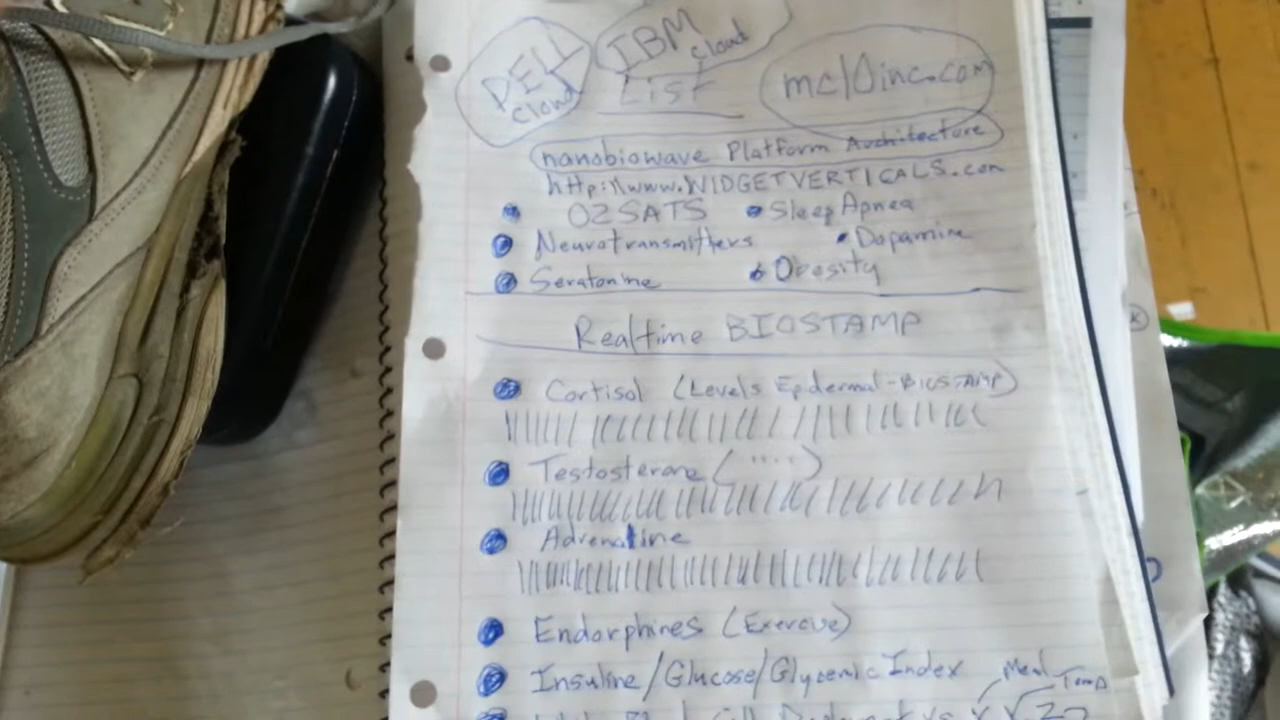 DELL cloud IBM cloud
List mc10inc.com
nanobiowave Platform Architecture
http://www.WIDGETVERTICALS.com
O2SATS • Sleep Apnea
• Neurotransmitters • Dopamine
• Seratonine • Obesity
Realtime BIOSTAMP
• Cortisol (Levels Epdermal-BIOSTAMP)
• Testosterone (....)
• Adrenaline
• Endorphines (Exercise)
• Insuline/Glucose/Glycemic Index Meal Temp